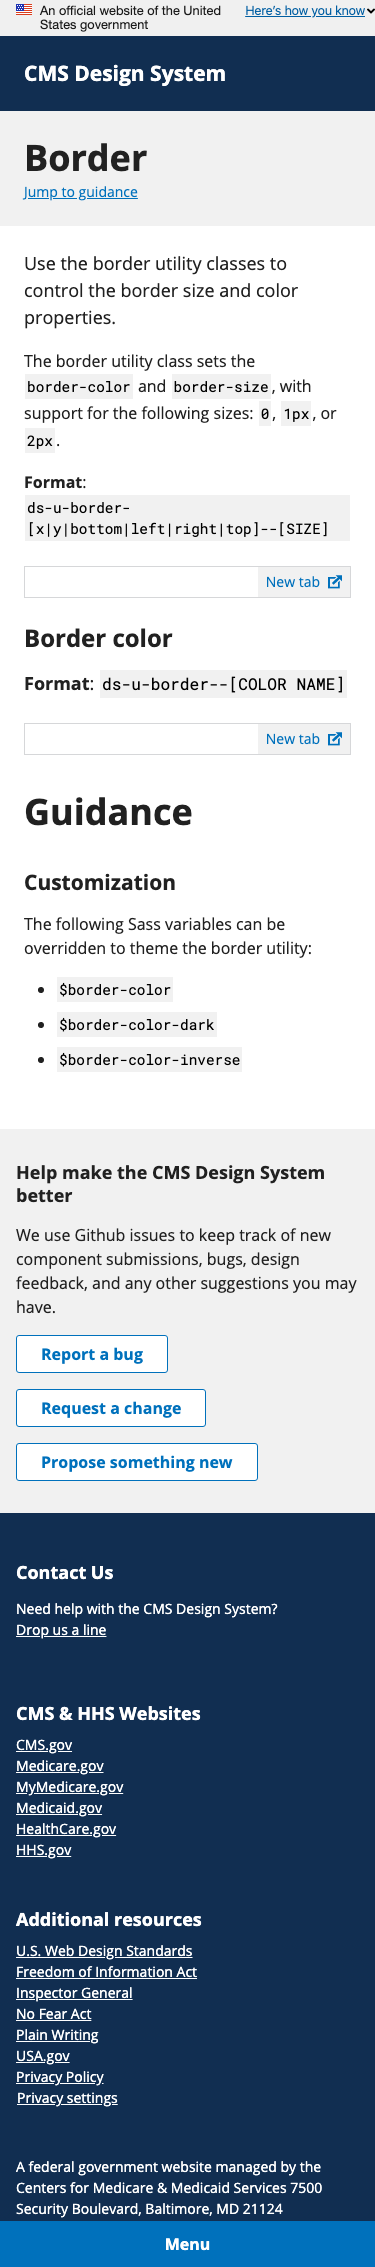 An official website of the United
States government
Here's how you know
CMS Design System
Border
Jump to guidance
Use the border utility classes to
control the border size and color
properties.
The border utility class sets the
border-color and border-size, with
support for the following sizes: 0, 1px, or
2px.
Format:
ds-u-border-
[x|y|bottom|left|right|top]--[SIZE]
New tab
Border color
Format: ds-u-border--[COLOR NAME]
New tab
Guidance
Customization
The following Sass variables can be
overridden to theme the border utility:
$border-color
$border-color-dark
$border-color-inverse
Help make the CMS Design System
better
We use Github issues to keep track of new
component submissions, bugs, design
feedback, and any other suggestions you may
have.
Report a bug
Request a change
Propose something new
Contact Us
Need help with the CMS Design System?
Drop us a line
CMS & HHS Websites
CMS.gov
Medicare.gov
MyMedicare.gov
Medicaid.gov
HealthCare.gov
HHS.gov
Additional resources
U.S. Web Design Standards
Freedom of Information Act
Inspector General
No Fear Act
Plain Writing
USA.gov
Privacy Policy
Privacy settings
A federal government website managed by the
Centers for Medicare & Medicaid Services 7500
Security Boulevard, Baltimore, MD 21124
Menu